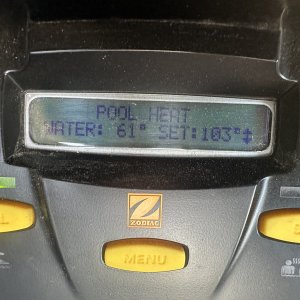 POOL HEAT
WATER: 61° SET:103°⬍
ZODIAC
MENU